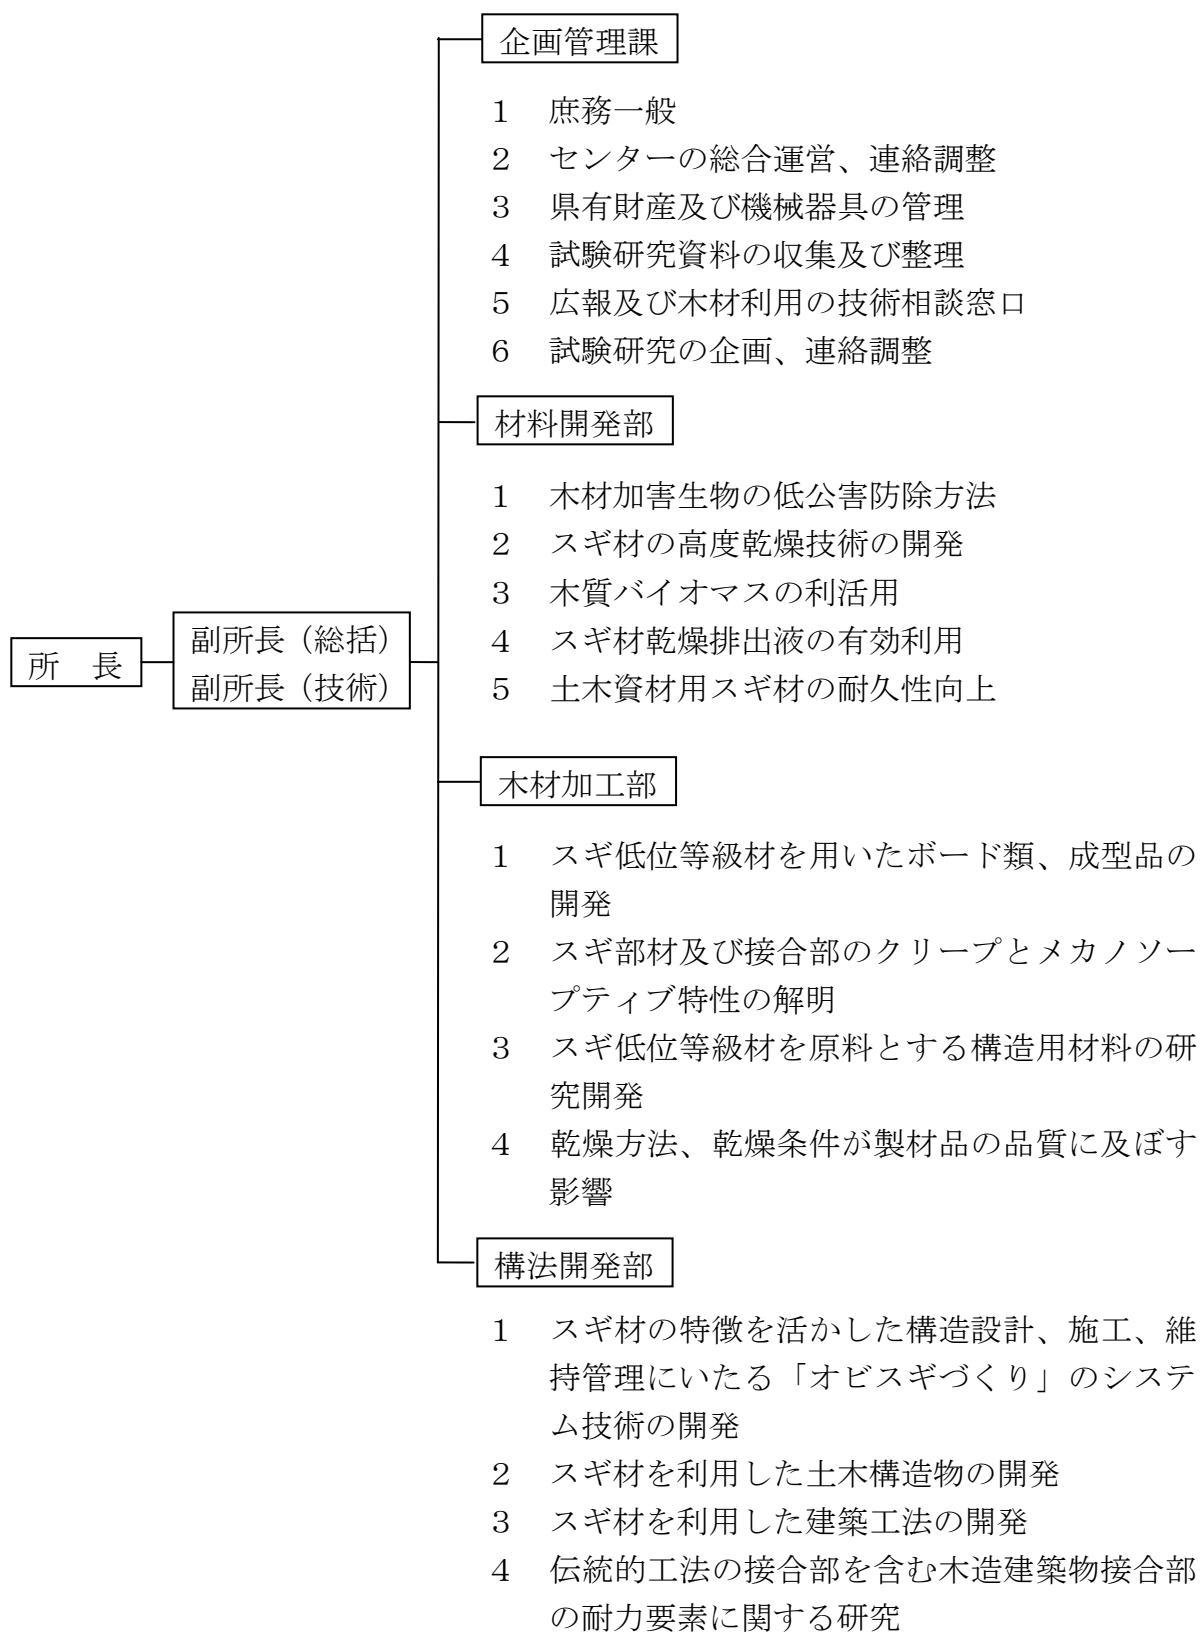 企画管理課
１　庶務一般
２　センターの総合運営、連絡調整
３　県有財産及び機械器具の管理
４　試験研究資料の収集及び整理
５　広報及び木材利用の技術相談窓口
６　試験研究の企画、連絡調整
材料開発部
１　木材加害生物の低公害防除方法
２　スギ材の高度乾燥技術の開発
３　木質バイオマスの利活用
４　スギ材乾燥排出液の有効利用
５　土木資材用スギ材の耐久性向上
所　長
副所長（総括）
副所長（技術）
木材加工部
１　スギ低位等級材を用いたボード類、成型品の
開発
２　スギ部材及び接合部のクリープとメカノソー
プティブ特性の解明
３　スギ低位等級材を原料とする構造用材料の研
究開発
４　乾燥方法、乾燥条件が製材品の品質に及ぼす
影響
構法開発部
１　スギ材の特徴を活かした構造設計、施工、維
持管理にいたる「オビスギづくり」のシステ
ム技術の開発
２　スギ材を利用した土木構造物の開発
３　スギ材を利用した建築工法の開発
４　伝統的工法の接合部を含む木造建築物接合部
の耐力要素に関する研究